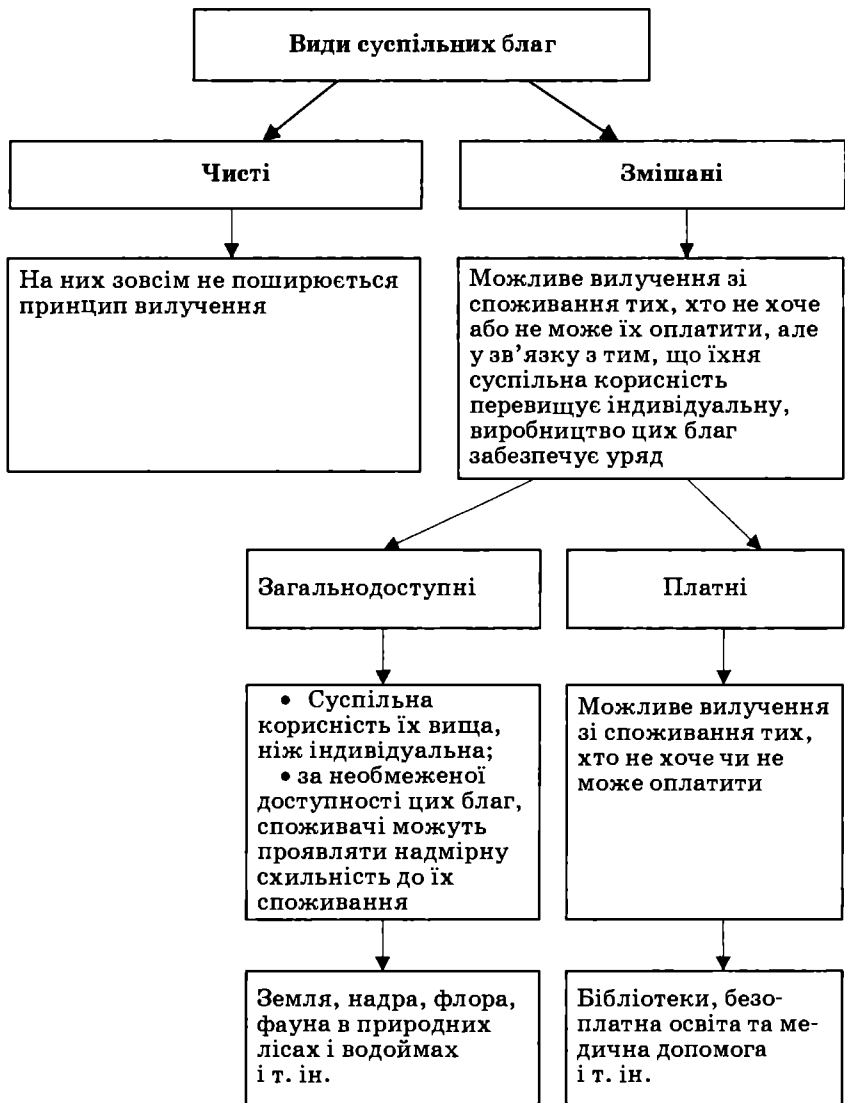 Види суспільних благ
Чисті
Змішані
На них зовсім не поширюється
принцип вилучення
Можливе вилучення зі
споживання тих, хто не хоче
або не може їх оплатити, але
у зв’язку з тим, що їхня
суспільна корисність
перевищує індивідуальну,
виробництво цих благ
забезпечує уряд
Загальнодоступні
Платні
• Суспільна
корисність їх вища,
ніж індивідуальна;
• за необмеженої
доступності цих благ,
споживачі можуть
проявляти надмірну
схильність до їх
споживання
Можливе вилучення
зі споживання тих,
хто не хоче чи не
може оплатити
Земля, надра, флора,
фауна в природних
лісах і водоймах
і т. ін.
Бібліотеки, безо-
платна освіта та ме-
дична допомога
і т. ін.